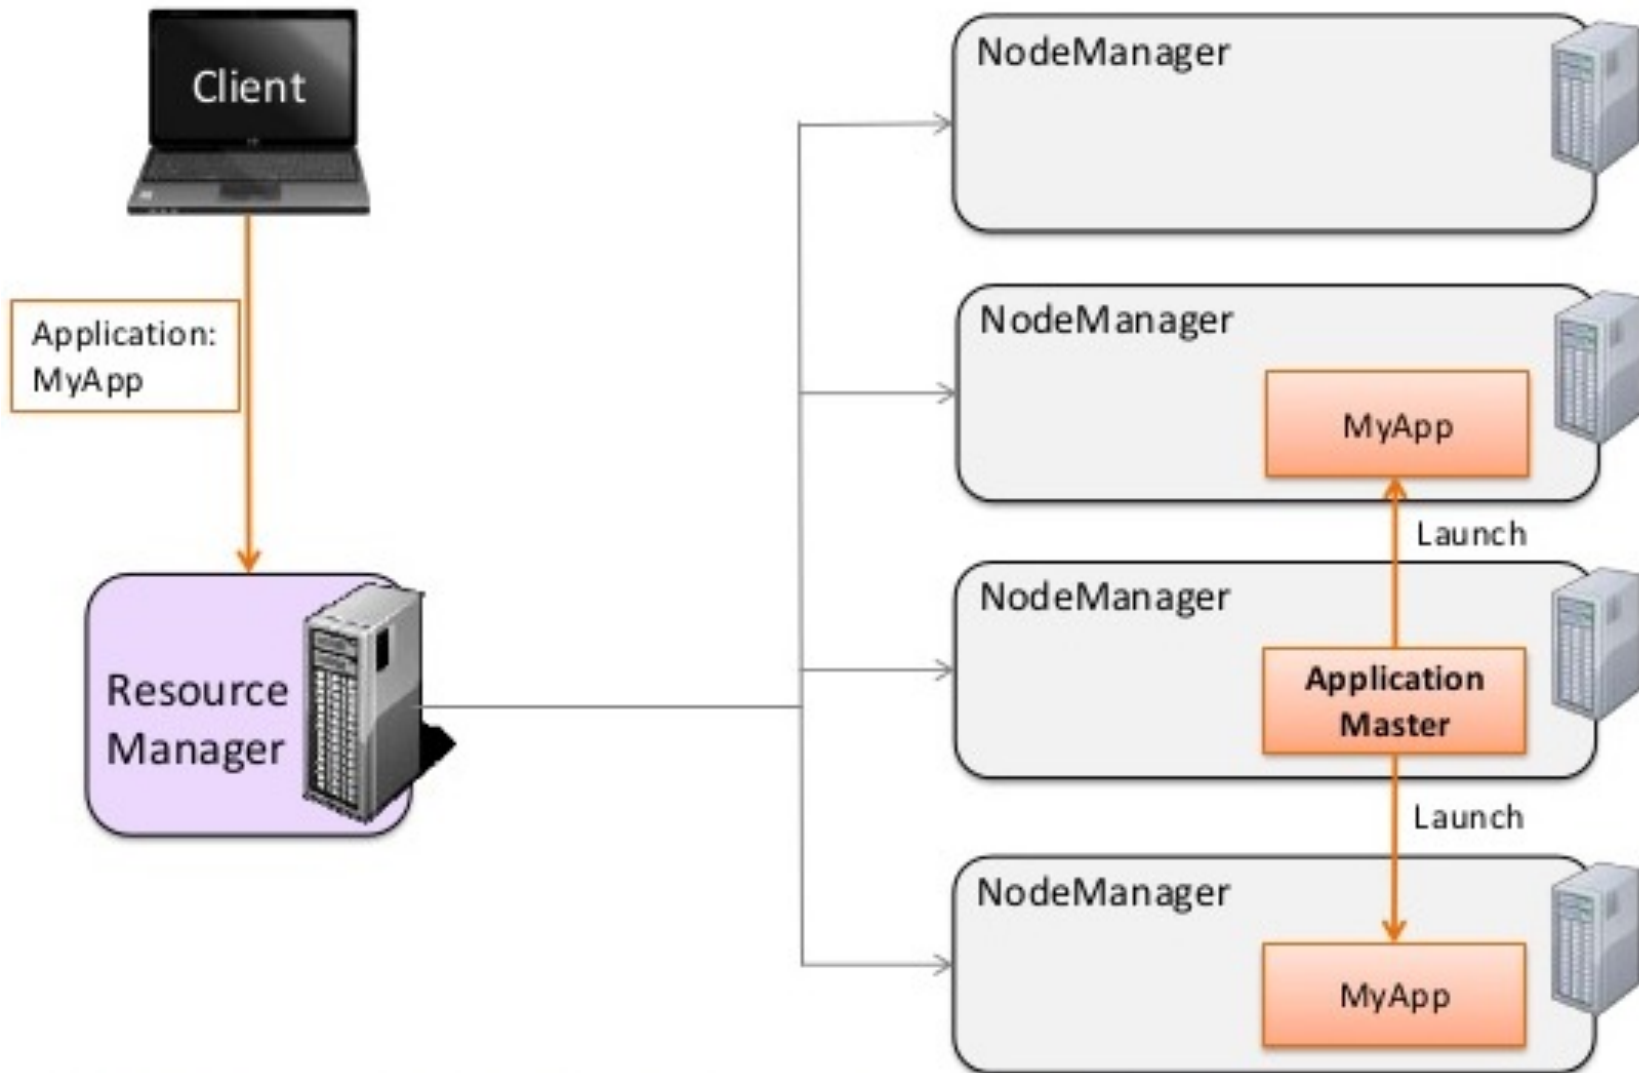 Client
Application:
MyApp
Resource
Manager
NodeManager
NodeManager
MyApp
Launch
NodeManager
Application
Master
Launch
NodeManager
MyApp